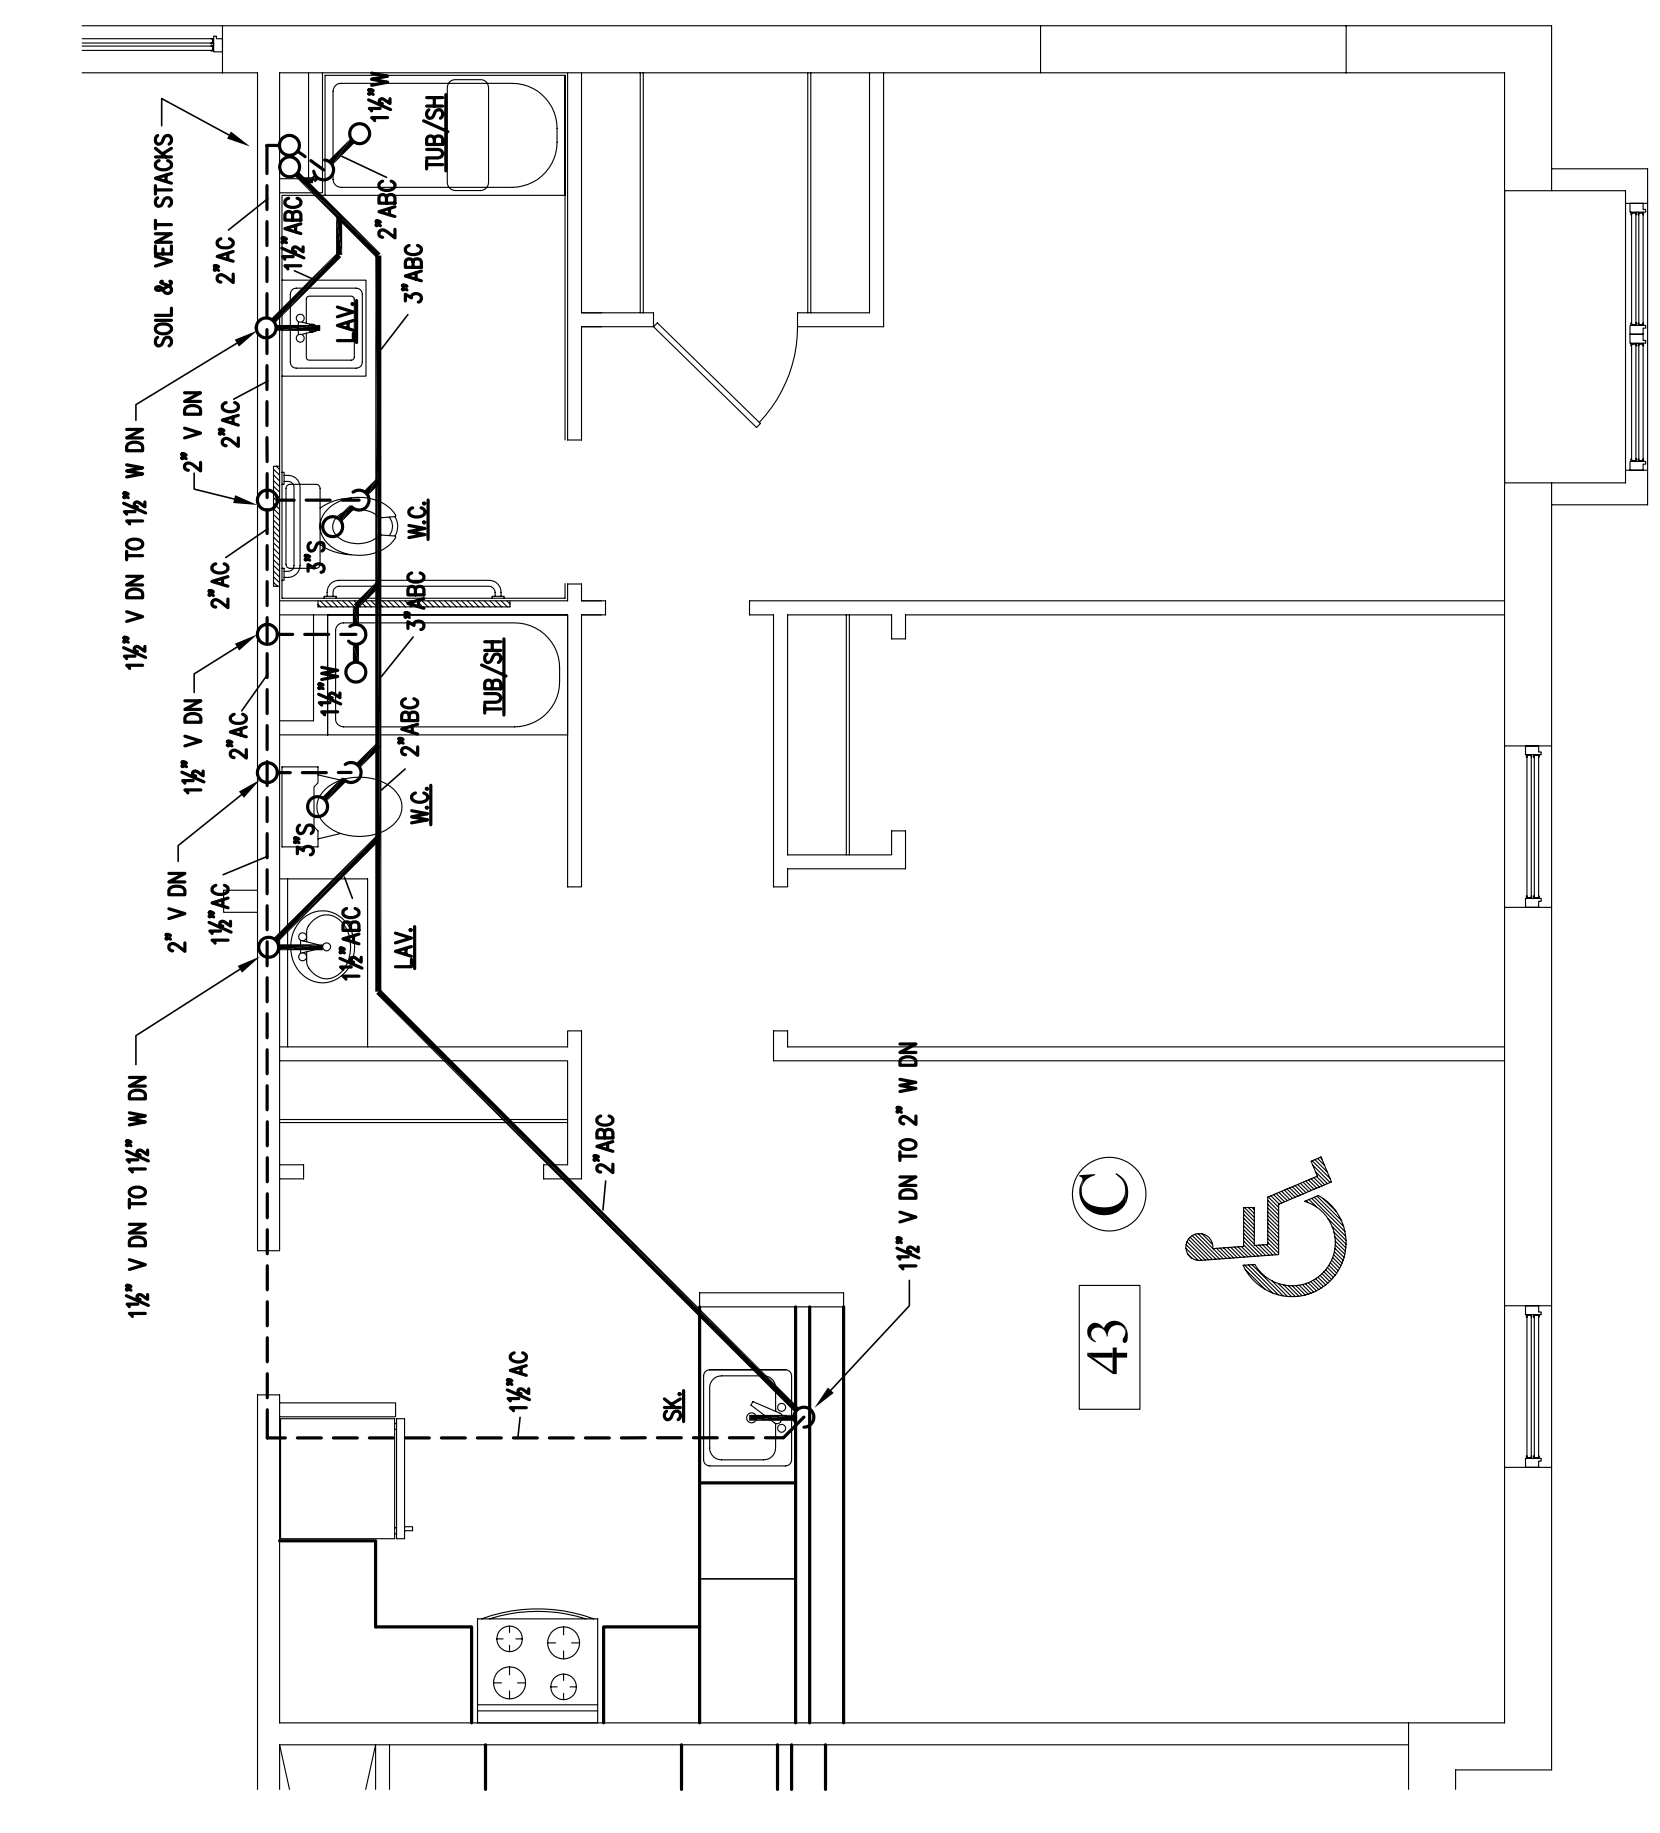 SOIL & VENT STACKS
1½"W
TUB/SH
2"ABC
2"AC
1½"ABC
3"ABC
LAV.
1½" V DN TO 1½" W DN
2" V DN
2"AC
W.C.
3"S
2"AC
3"ABC
1½" V DN
2"AC
1½"W
TUB/SH
2"ABC
W.C.
3"S
2" V DN
1½"AC
1½"ABC
LAV.
1½" V DN TO 1½" W DN
2"ABC
1½" V DN TO 2" W DN
C
43
1½"AC
SK.